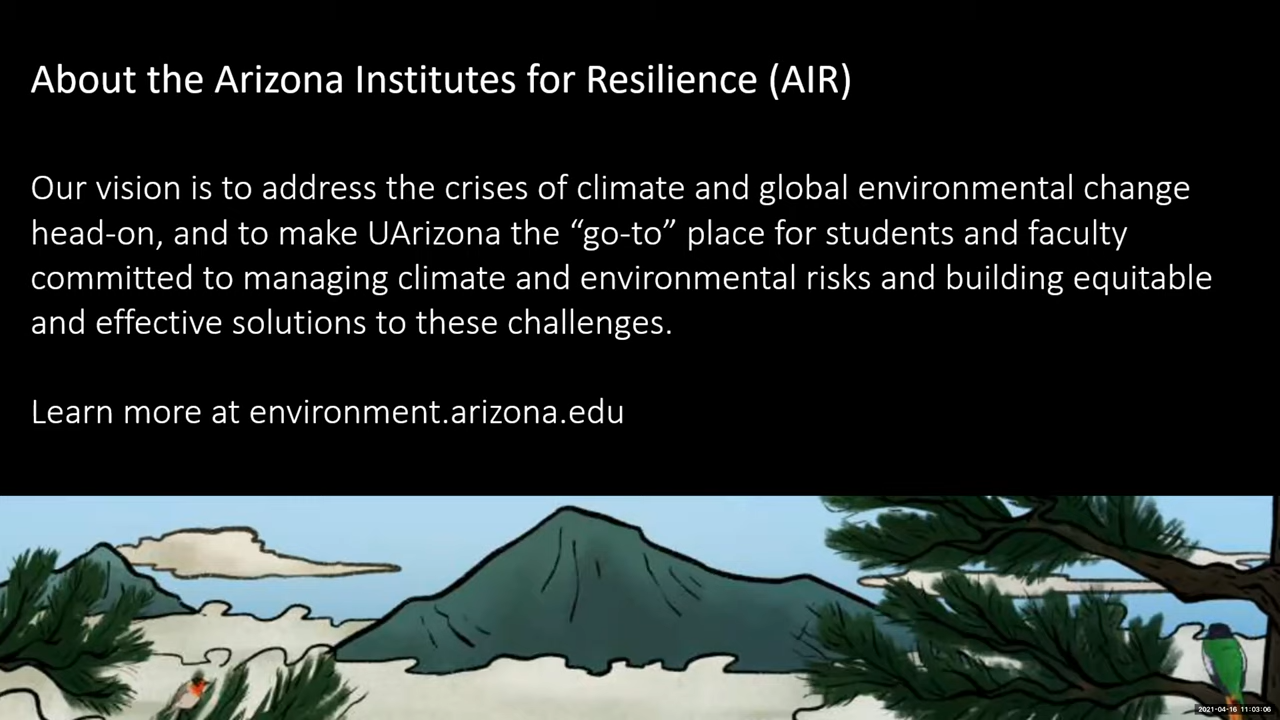 About the Arizona Institutes for Resilience (AIR)
Our vision is to address the crises of climate and global environmental change
head-on, and to make UArizona the “go-to” place for students and faculty
committed to managing climate and environmental risks and building equitable
and effective solutions to these challenges.
Learn more at environment.arizona.edu
2021-04-16 11:03:06